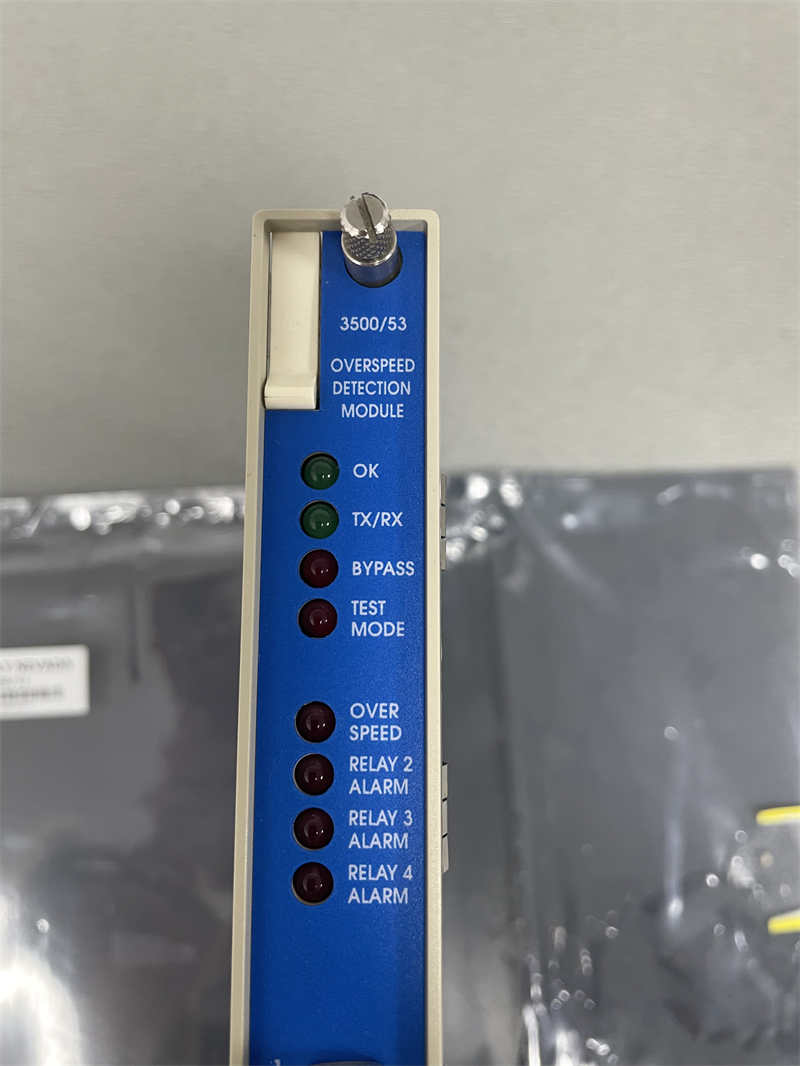 3500/53
OVERSPEED
DETECTION
MODULE
OK
TX/RX
BYPASS
TEST
MODE
OVER
SPEED
RELAY 2
ALARM
RELAY 3
ALARM
RELAY 4
ALARM